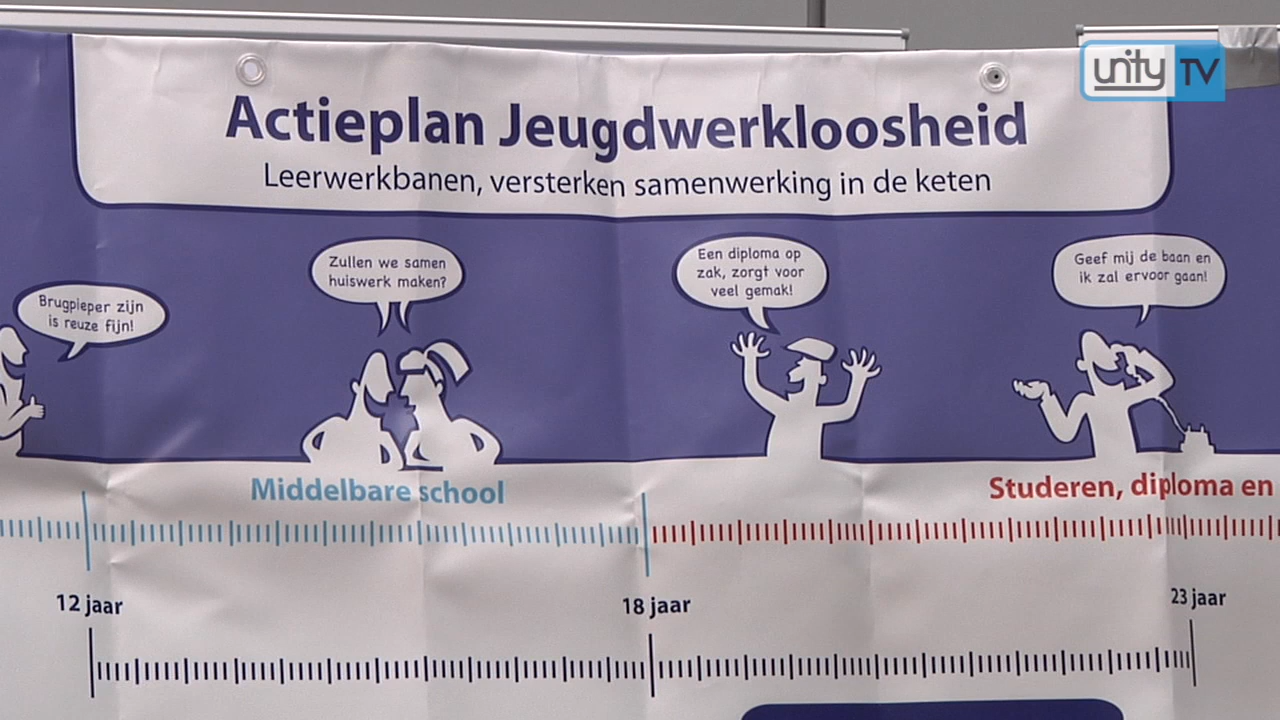 unity TV
Actieplan Jeugdwerkloosheid
Leerwerkbanen, versterken samenwerking in de keten
Brugpieper zijn
is reuze fijn!
Zullen we samen
huiswerk maken?
Een diploma op
zak, zorgt voor
veel gemak!
Geef mij de baan en
ik zal ervoor gaan!
Middelbare school
Studeren, diploma en
12 jaar
18 jaar
23 jaar